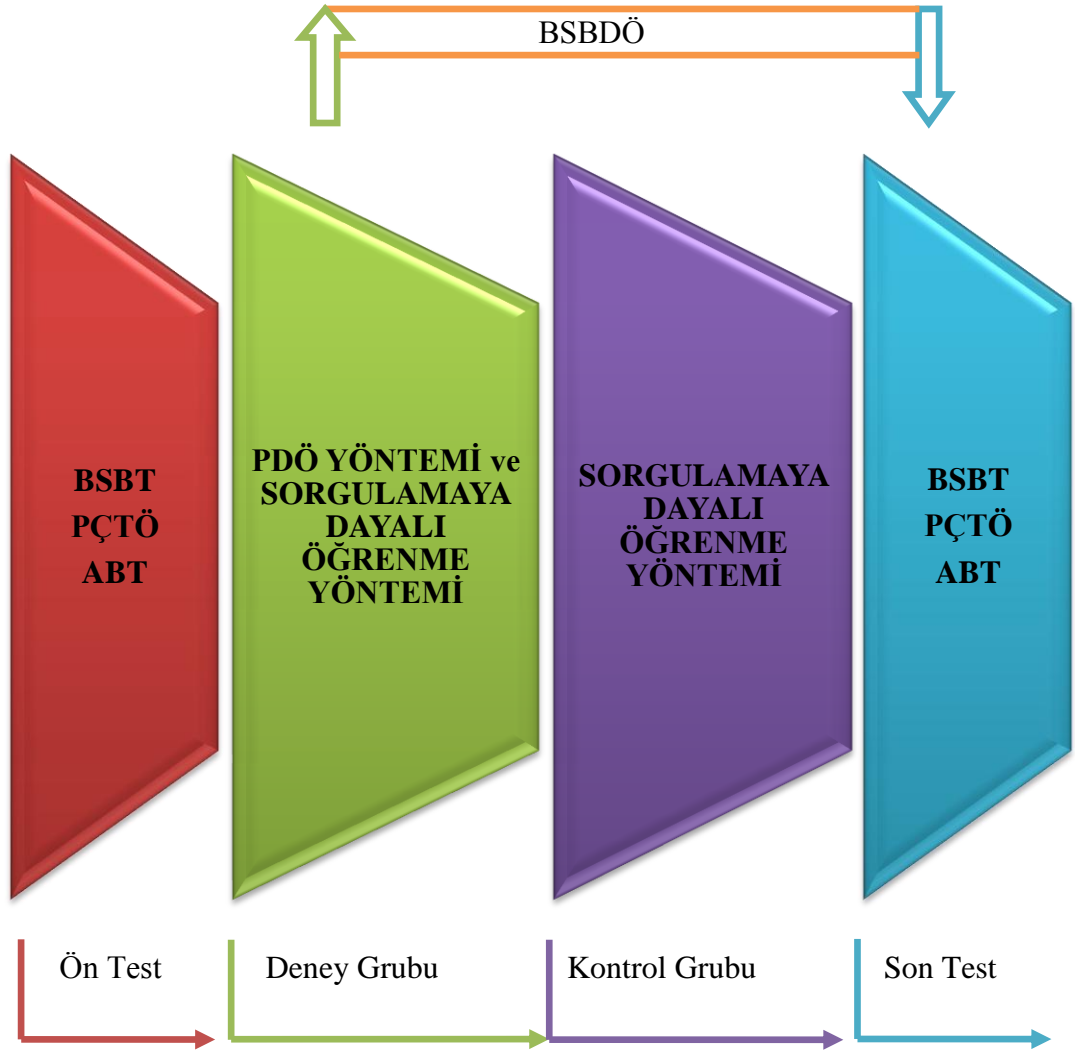 BSBDÖ
BSBT
PÇTÖ
ABT
PDÖ YÖNTEMİ ve
SORGULAMAYA
DAYALI
ÖĞRENME
YÖNTEMİ
SORGULAMAYA
DAYALI
ÖĞRENME
YÖNTEMİ
BSBT
PÇTÖ
ABT
Ön Test
Deney Grubu
Kontrol Grubu
Son Test